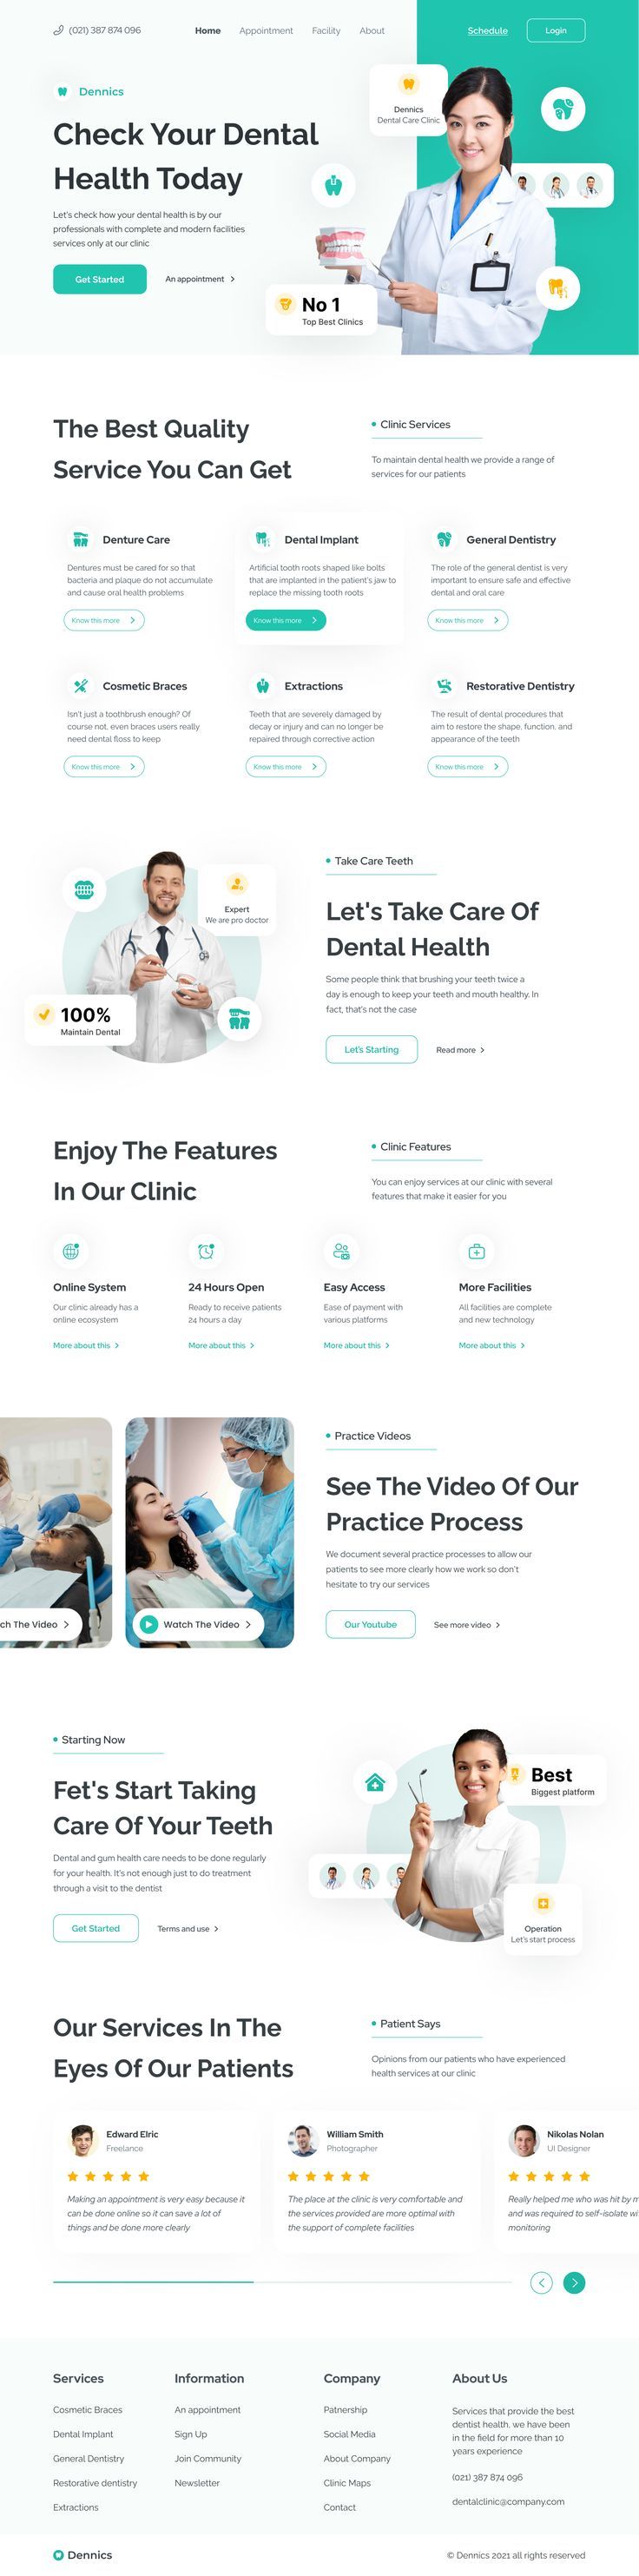 (021) 387 874 096
Home
Appointment
Facility
About
Schedule
Login
Dennics
Check Your Dental
Health Today
Let's check how your dental health is by our
professionals with complete and modern facilities
services only at our clinic
Get Started
An appointment
Dennics
Dental Care Clinic
No 1
Top Best Clinics
The Best Quality
Service You Can Get
Clinic Services
To maintain dental health we provide a range of
services for our patients
Denture Care
Dentures must be cared for so that
bacteria and plaque do not accumulate
and cause oral health problems
Know this more
Dental Implant
Artificial tooth roots shaped like bolts
that are implanted in the patient's jaw to
replace the missing tooth roots
Know this more
General Dentistry
The role of the general dentist is very
important to ensure safe and effective
dental and oral care
Know this more
Cosmetic Braces
Isn't just a toothbrush enough? Of
course not, even braces users really
need dental floss to keep
Know this more
Extractions
Teeth that are severely damaged by
decay or injury and can no longer be
repaired through corrective action
Know this more
Restorative Dentistry
The result of dental procedures that
aim to restore the shape, function, and
appearance of the teeth
Know this more
Expert
We are pro doctor
100%
Maintain Dental
Take Care Teeth
Let's Take Care Of
Dental Health
Some people think that brushing your teeth twice a
day is enough to keep your teeth and mouth healthy. In
fact, that's not the case
Let's Starting
Read more
Enjoy The Features
In Our Clinic
Clinic Features
You can enjoy services at our clinic with several
features that make it easier for you
Online System
Our clinic already has a
online ecosystem
More about this
24 Hours Open
Ready to receive patients
24 hours a day
More about this
Easy Access
Ease of payment with
various platforms
More about this
More Facilities
All facilities are complete
and new technology
More about this
ch The Video
Watch The Video
Practice Videos
See The Video Of Our
Practice Process
We document several practice processes to allow our
patients to see more clearly how we work so don't
hesitate to try our services
Our Youtube
See more video
Starting Now
Fet's Start Taking
Care Of Your Teeth
Dental and gum health care needs to be done regularly
for your health. It's not enough just to do treatment
through a visit to the dentist
Get Started
Terms and use
Best
Biggest platform
Operation
Let's start process
Our Services In The
Eyes Of Our Patients
Patient Says
Opinions from our patients who have experienced
health services at our clinic
Edward Elric
Freelance
Making an appointment is very easy because it
can be done online so it can save a lot of
things and be done more clearly
William Smith
Photographer
The place at the clinic is very comfortable and
the services provided are more optimal with
the support of complete facilities
Nikolas Nolan
UI Designer
Really helped me who was hit by m
and was required to self-isolate wi
monitoring
Services
Cosmetic Braces
Dental Implant
General Dentistry
Restorative dentistry
Extractions
Information
An appointment
Sign Up
Join Community
Newsletter
Company
Patnership
Social Media
About Company
Clinic Maps
Contact
About Us
Services that provide the best
dentist health. we have been
in the field for more than 10
years experience
(021) 387 874 096
dentalclinic@company.com
Dennics
© Dennics 2021 all rights reserved